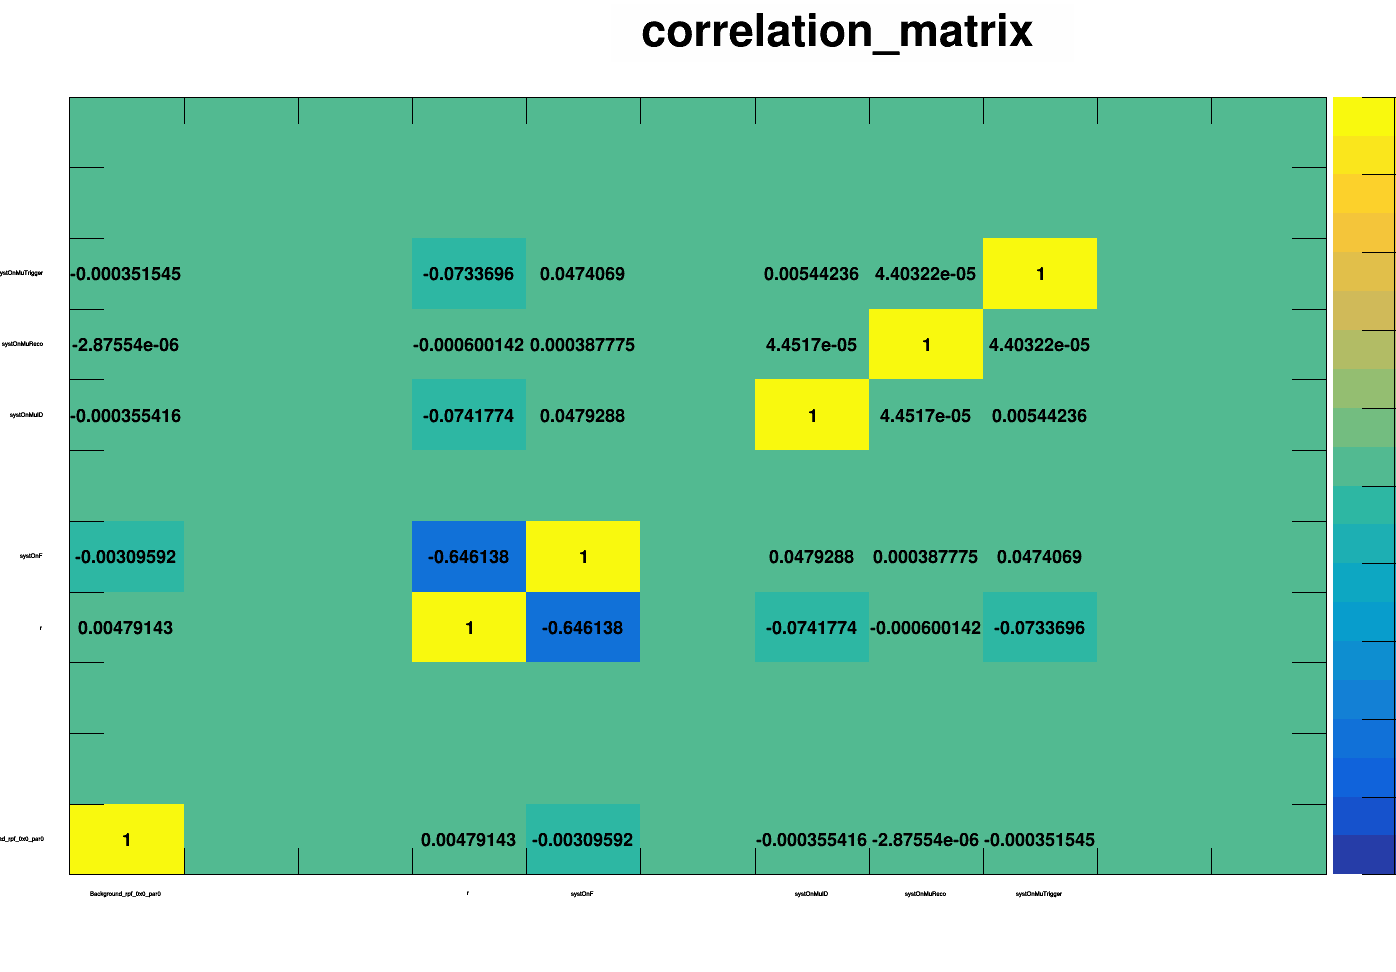 correlation_matrix
ystOnMuTrigger -0.000351545 -0.0733696 0.0474069 0.00544236 4.40322e-05 1
systOnMuReco -2.87554e-06 -0.000600142 0.000387775 4.4517e-05 1 4.40322e-05
systOnMuID -0.000355416 -0.0741774 0.0479288 1 4.4517e-05 0.00544236
systOnF -0.00309592 -0.646138 1 0.0479288 0.000387775 0.0474069
r 0.00479143 1 -0.646138 -0.0741774 -0.000600142 -0.0733696
nd_rpf_0x0_par0 1 0.00479143 -0.00309592 -0.000355416 -2.87554e-06 -0.000351545
Background_rpf_0x0_par0 r systOnF systOnMuID systOnMuReco systOnMuTrigger